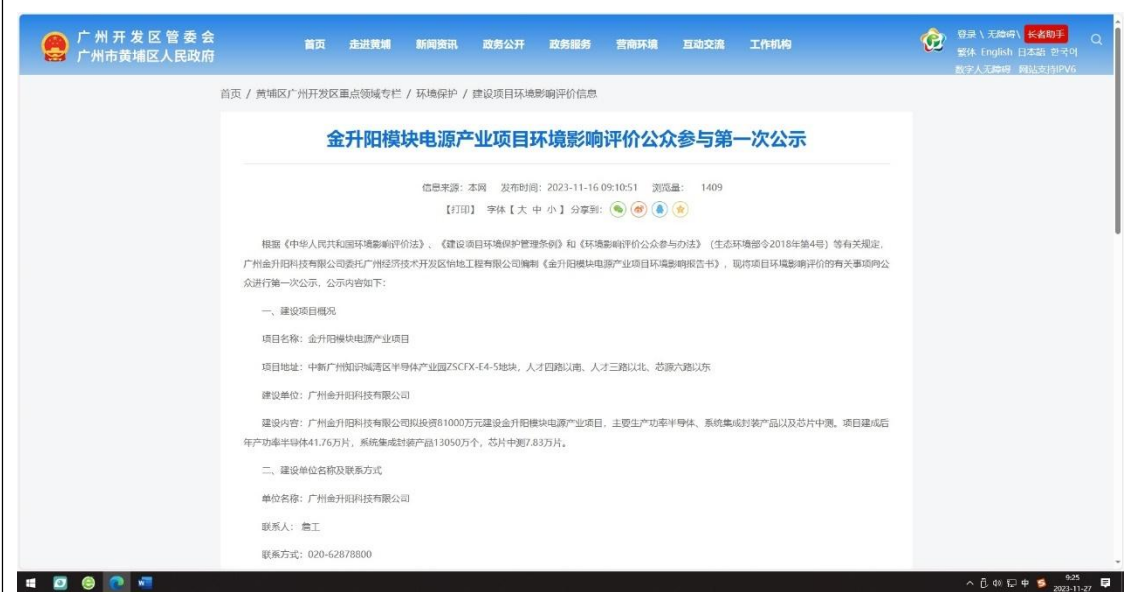 广州开发区管委会
广州市黄埔区人民政府
首页 走进黄埔 新闻资讯 政务公开 政务服务 营商环境 互动交流 工作机构
登录 \ 无障碍 \ 长者助手
繁体 English 日本語 한국어
数字人无障碍 网站支持IPV6
首页 / 黄埔区广州开发区重点领域专栏 / 环境保护 / 建设项目环境影响评价信息
金升阳模块电源产业项目环境影响评价公众参与第一次公示
信息来源：本网 发布时间：2023-11-16 09:10:51 浏览量： 1409
【打印】 字体【 大 中 小 】 分享到：
根据《中华人民共和国环境影响评价法》、《建设项目环境保护管理条例》和《环境影响评价公众参与办法》（生态环境部令2018年第4号）等有关规定，
广州金升阳科技有限公司委托广州经济技术开发区怡地工程有限公司编制《金升阳模块电源产业项目环境影响报告书》，现将项目环境影响评价的有关事项向公
众进行第一次公示，公示内容如下：
一、建设项目概况
项目名称：金升阳模块电源产业项目
项目地址：中新广州知识城湾区半导体产业园ZSCFX-E4-5地块，人才四路以南、人才三路以北、芯源六路以东
建设单位：广州金升阳科技有限公司
建设内容：广州金升阳科技有限公司拟投资81000万元建设金升阳模块电源产业项目，主要生产功率半导体、系统集成封装产品以及芯片中测。项目建成后
年产功率半导体41.76万片，系统集成封装产品13050万个，芯片中测7.83万片。
二、建设单位名称及联系方式
单位名称：广州金升阳科技有限公司
联系人： 詹工
联系方式：020-62878800
中 9:25
2023-11-27